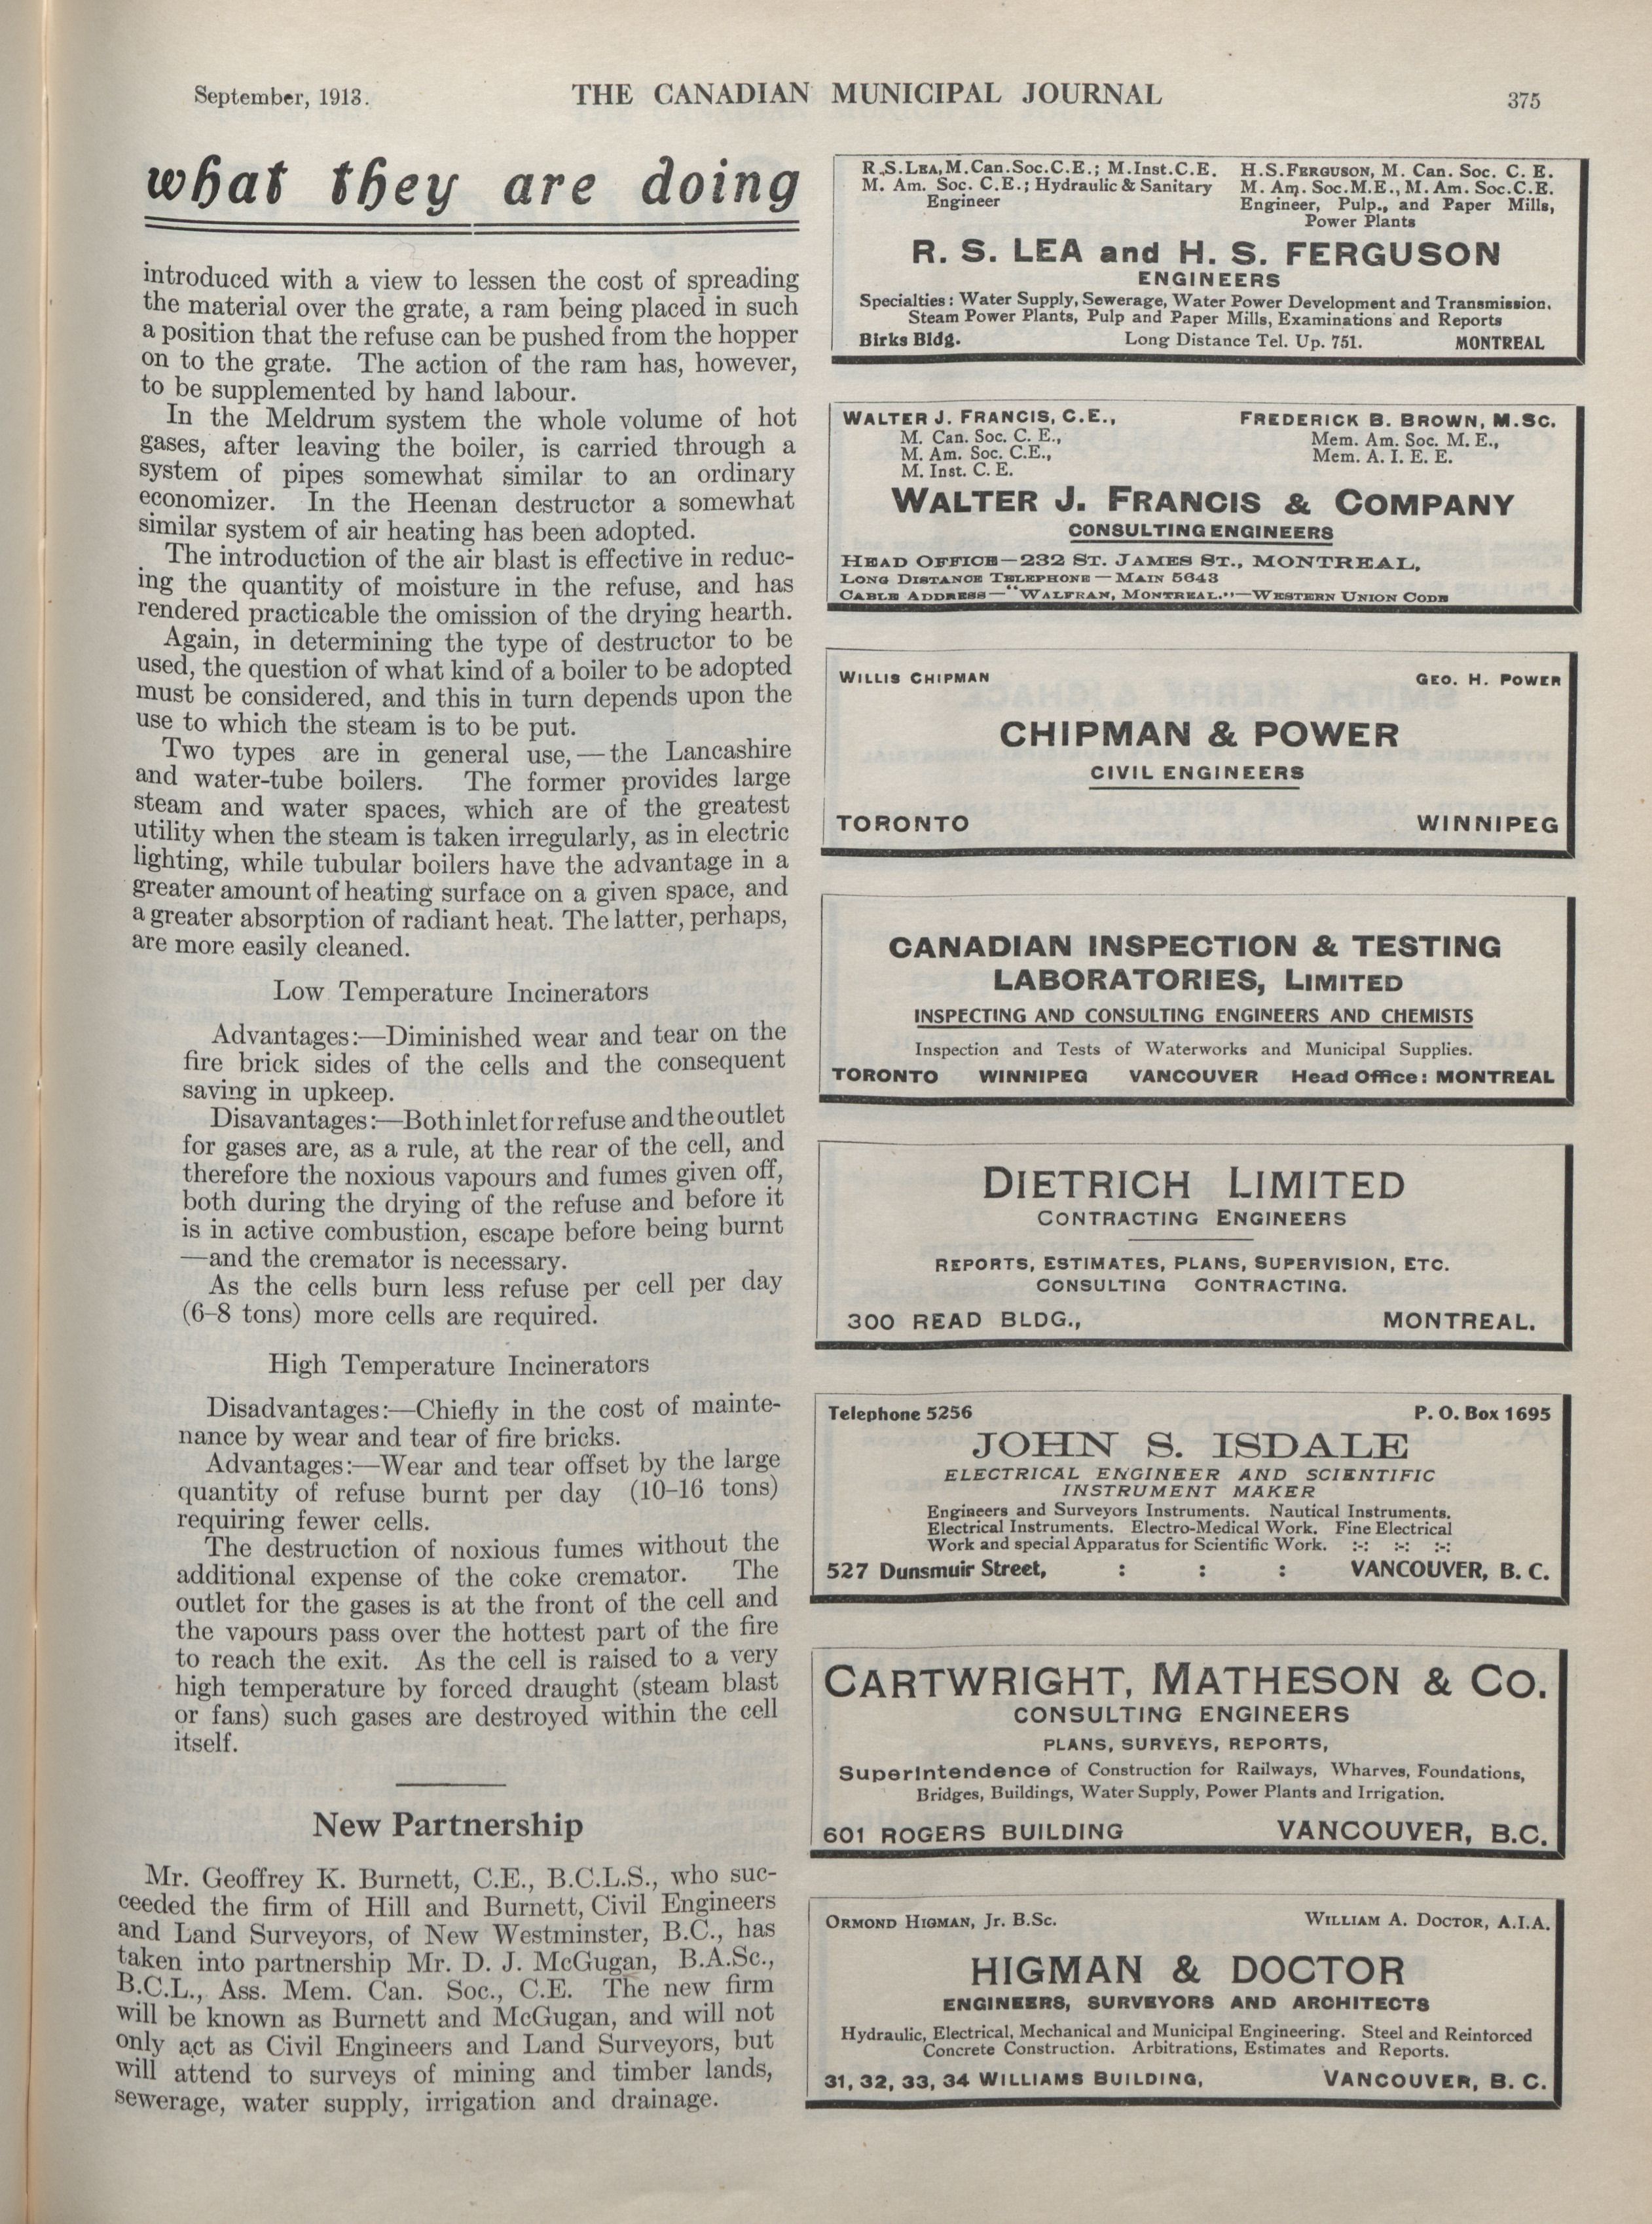 September, 1913.
THE CANADIAN MUNICIPAL JOURNAL
375
what they are doing
introduced with a view to lessen the cost of spreading
the material over the grate, a ram being placed in such
a position that the refuse can be pushed from the hopper
on to the grate. The action of the ram has, however,
to be supplemented by hand labour.
In the Meldrum system the whole volume of hot
gases, after leaving the boiler, is carried through a
system of pipes somewhat similar to an ordinary
economizer. In the Heenan destructor a somewhat
similar system of air heating has been adopted.
The introduction of the air blast is effective in reduc-
ing the quantity of moisture in the refuse, and has
rendered practicable the omission of the drying hearth.
Again, in determining the type of destructor to be
used, the question of what kind of a boiler to be adopted
must be considered, and this in turn depends upon the
use to which the steam is to be put.
Two types are in general use,—the Lancashire
and water-tube boilers. The former provides large
steam and water spaces, which are of the greatest
utility when the steam is taken irregularly, as in electric
lighting, while tubular boilers have the advantage in a
greater amount of heating surface on a given space, and
a greater absorption of radiant heat. The latter, perhaps,
are more easily cleaned.
Low Temperature Incinerators
Advantages:—Diminished wear and tear on the
fire brick sides of the cells and the consequent
saving in upkeep.
Disavantages:—Both inlet for refuse and the outlet
for gases are, as a rule, at the rear of the cell, and
therefore the noxious vapours and fumes given off,
both during the drying of the refuse and before it
is in active combustion, escape before being burnt
—and the cremator is necessary.
As the cells burn less refuse per cell per day
(6-8 tons) more cells are required.
High Temperature Incinerators
Disadvantages:—Chiefly in the cost of mainte-
nance by wear and tear of fire bricks.
Advantages:—Wear and tear offset by the large
quantity of refuse burnt per day (10-16 tons)
requiring fewer cells.
The destruction of noxious fumes without the
additional expense of the coke cremator. The
outlet for the gases is at the front of the cell and
the vapours pass over the hottest part of the fire
to reach the exit. As the cell is raised to a very
high temperature by forced draught (steam blast
or fans) such gases are destroyed within the cell
itself.
New Partnership
Mr. Geoffrey K. Burnett, C.E., B.C.L.S., who suc-
ceeded the firm of Hill and Burnett, Civil Engineers
and Land Surveyors, of New Westminster, B.C., has
taken into partnership Mr. D. J. McGugan, B.A.Sc.,
B.C.L., Ass. Mem. Can. Soc., C.E. The new firm
will be known as Burnett and McGugan, and will not
only act as Civil Engineers and Land Surveyors, but
will attend to surveys of mining and timber lands,
sewerage, water supply, irrigation and drainage.
R.S.LEA, M.Can.Soc.C.E.; M.Inst.C.E.
M. Am. Soc. C.E.; Hydraulic & Sanitary
Engineer
H.S.FERGUSON, M. Can. Soc. C. E.
M. Am. Soc.M.E., M. Am. Soc.C.E.
Engineer, Pulp., and Paper Mills,
Power Plants
R. S. LEA and H. S. FERGUSON
ENGINEERS
Specialties: Water Supply, Sewerage, Water Power Development and Transmission.
Steam Power Plants, Pulp and Paper Mills, Examinations and Reports
Birks Bldg. Long Distance Tel. Up. 751. MONTREAL
WALTER J. FRANCIS, C.E.,
M. Can. Soc. C. E.,
M. Am. Soc. C.E.,
M. Inst. C. E.
FREDERICK B. BROWN, M.SC.
Mem. Am. Soc. M. E.,
Mem. A. I. E. E.
WALTER J. FRANCIS & COMPANY
CONSULTING ENGINEERS
HEAD OFFICE—232 ST. JAMES ST., MONTREAL,
LONG DISTANCE TELEPHONE — MAIN 5643
CABLE ADDRESS—"WALFRAN, MONTREAL."—WESTERN UNION CODE
WILLIS CHIPMAN GEO. H. POWER
CHIPMAN & POWER
CIVIL ENGINEERS
TORONTO WINNIPEG
CANADIAN INSPECTION & TESTING
LABORATORIES, LIMITED
INSPECTING AND CONSULTING ENGINEERS AND CHEMISTS
Inspection and Tests of Waterworks and Municipal Supplies.
TORONTO WINNIPEG VANCOUVER Head Office: MONTREAL
DIETRICH LIMITED
CONTRACTING ENGINEERS
REPORTS, ESTIMATES, PLANS, SUPERVISION, ETC.
CONSULTING CONTRACTING.
300 READ BLDG., MONTREAL.
Telephone 5256 P. O. Box 1695
JOHN S. ISDALE
ELECTRICAL ENGINEER AND SCIENTIFIC
INSTRUMENT MAKER
Engineers and Surveyors Instruments. Nautical Instruments.
Electrical Instruments. Electro-Medical Work. Fine Electrical
Work and special Apparatus for Scientific Work. :-: :-: :-:
527 Dunsmuir Street, : : : VANCOUVER, B. C.
CARTWRIGHT, MATHESON & CO.
CONSULTING ENGINEERS
PLANS, SURVEYS, REPORTS,
Superintendence of Construction for Railways, Wharves, Foundations,
Bridges, Buildings, Water Supply, Power Plants and Irrigation.
601 ROGERS BUILDING VANCOUVER, B.C.
ORMOND HIGMAN, Jr. B.Sc. WILLIAM A. DOCTOR, A.I.A.
HIGMAN & DOCTOR
ENGINEERS, SURVEYORS AND ARCHITECTS
Hydraulic, Electrical, Mechanical and Municipal Engineering. Steel and Reinforced
Concrete Construction. Arbitrations, Estimates and Reports.
31, 32, 33, 34 WILLIAMS BUILDING, VANCOUVER, B. C.